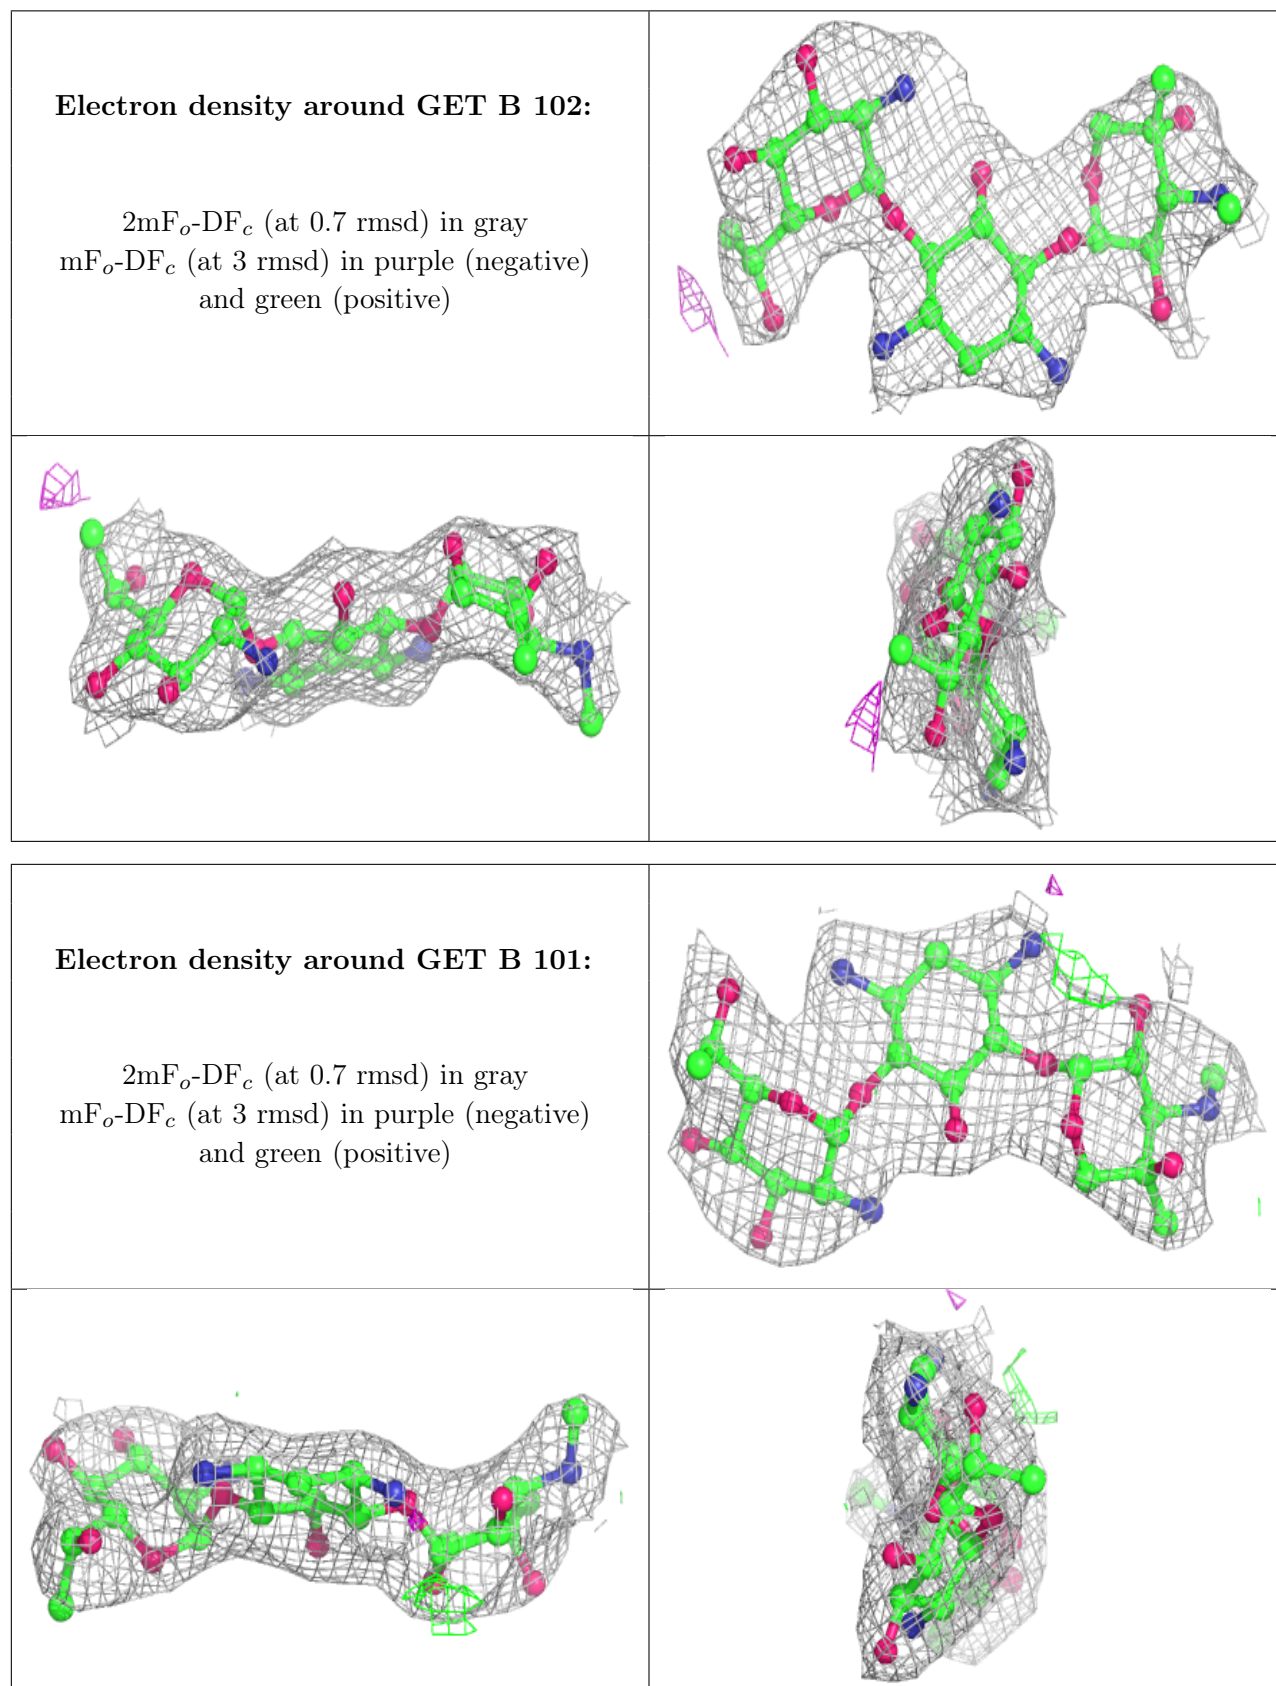 Electron density around GET B 102:
2mFo-DFc (at 0.7 rmsd) in gray
mFo-DFc (at 3 rmsd) in purple (negative)
and green (positive)
Electron density around GET B 101:
2mFo-DFc (at 0.7 rmsd) in gray
mFo-DFc (at 3 rmsd) in purple (negative)
and green (positive)